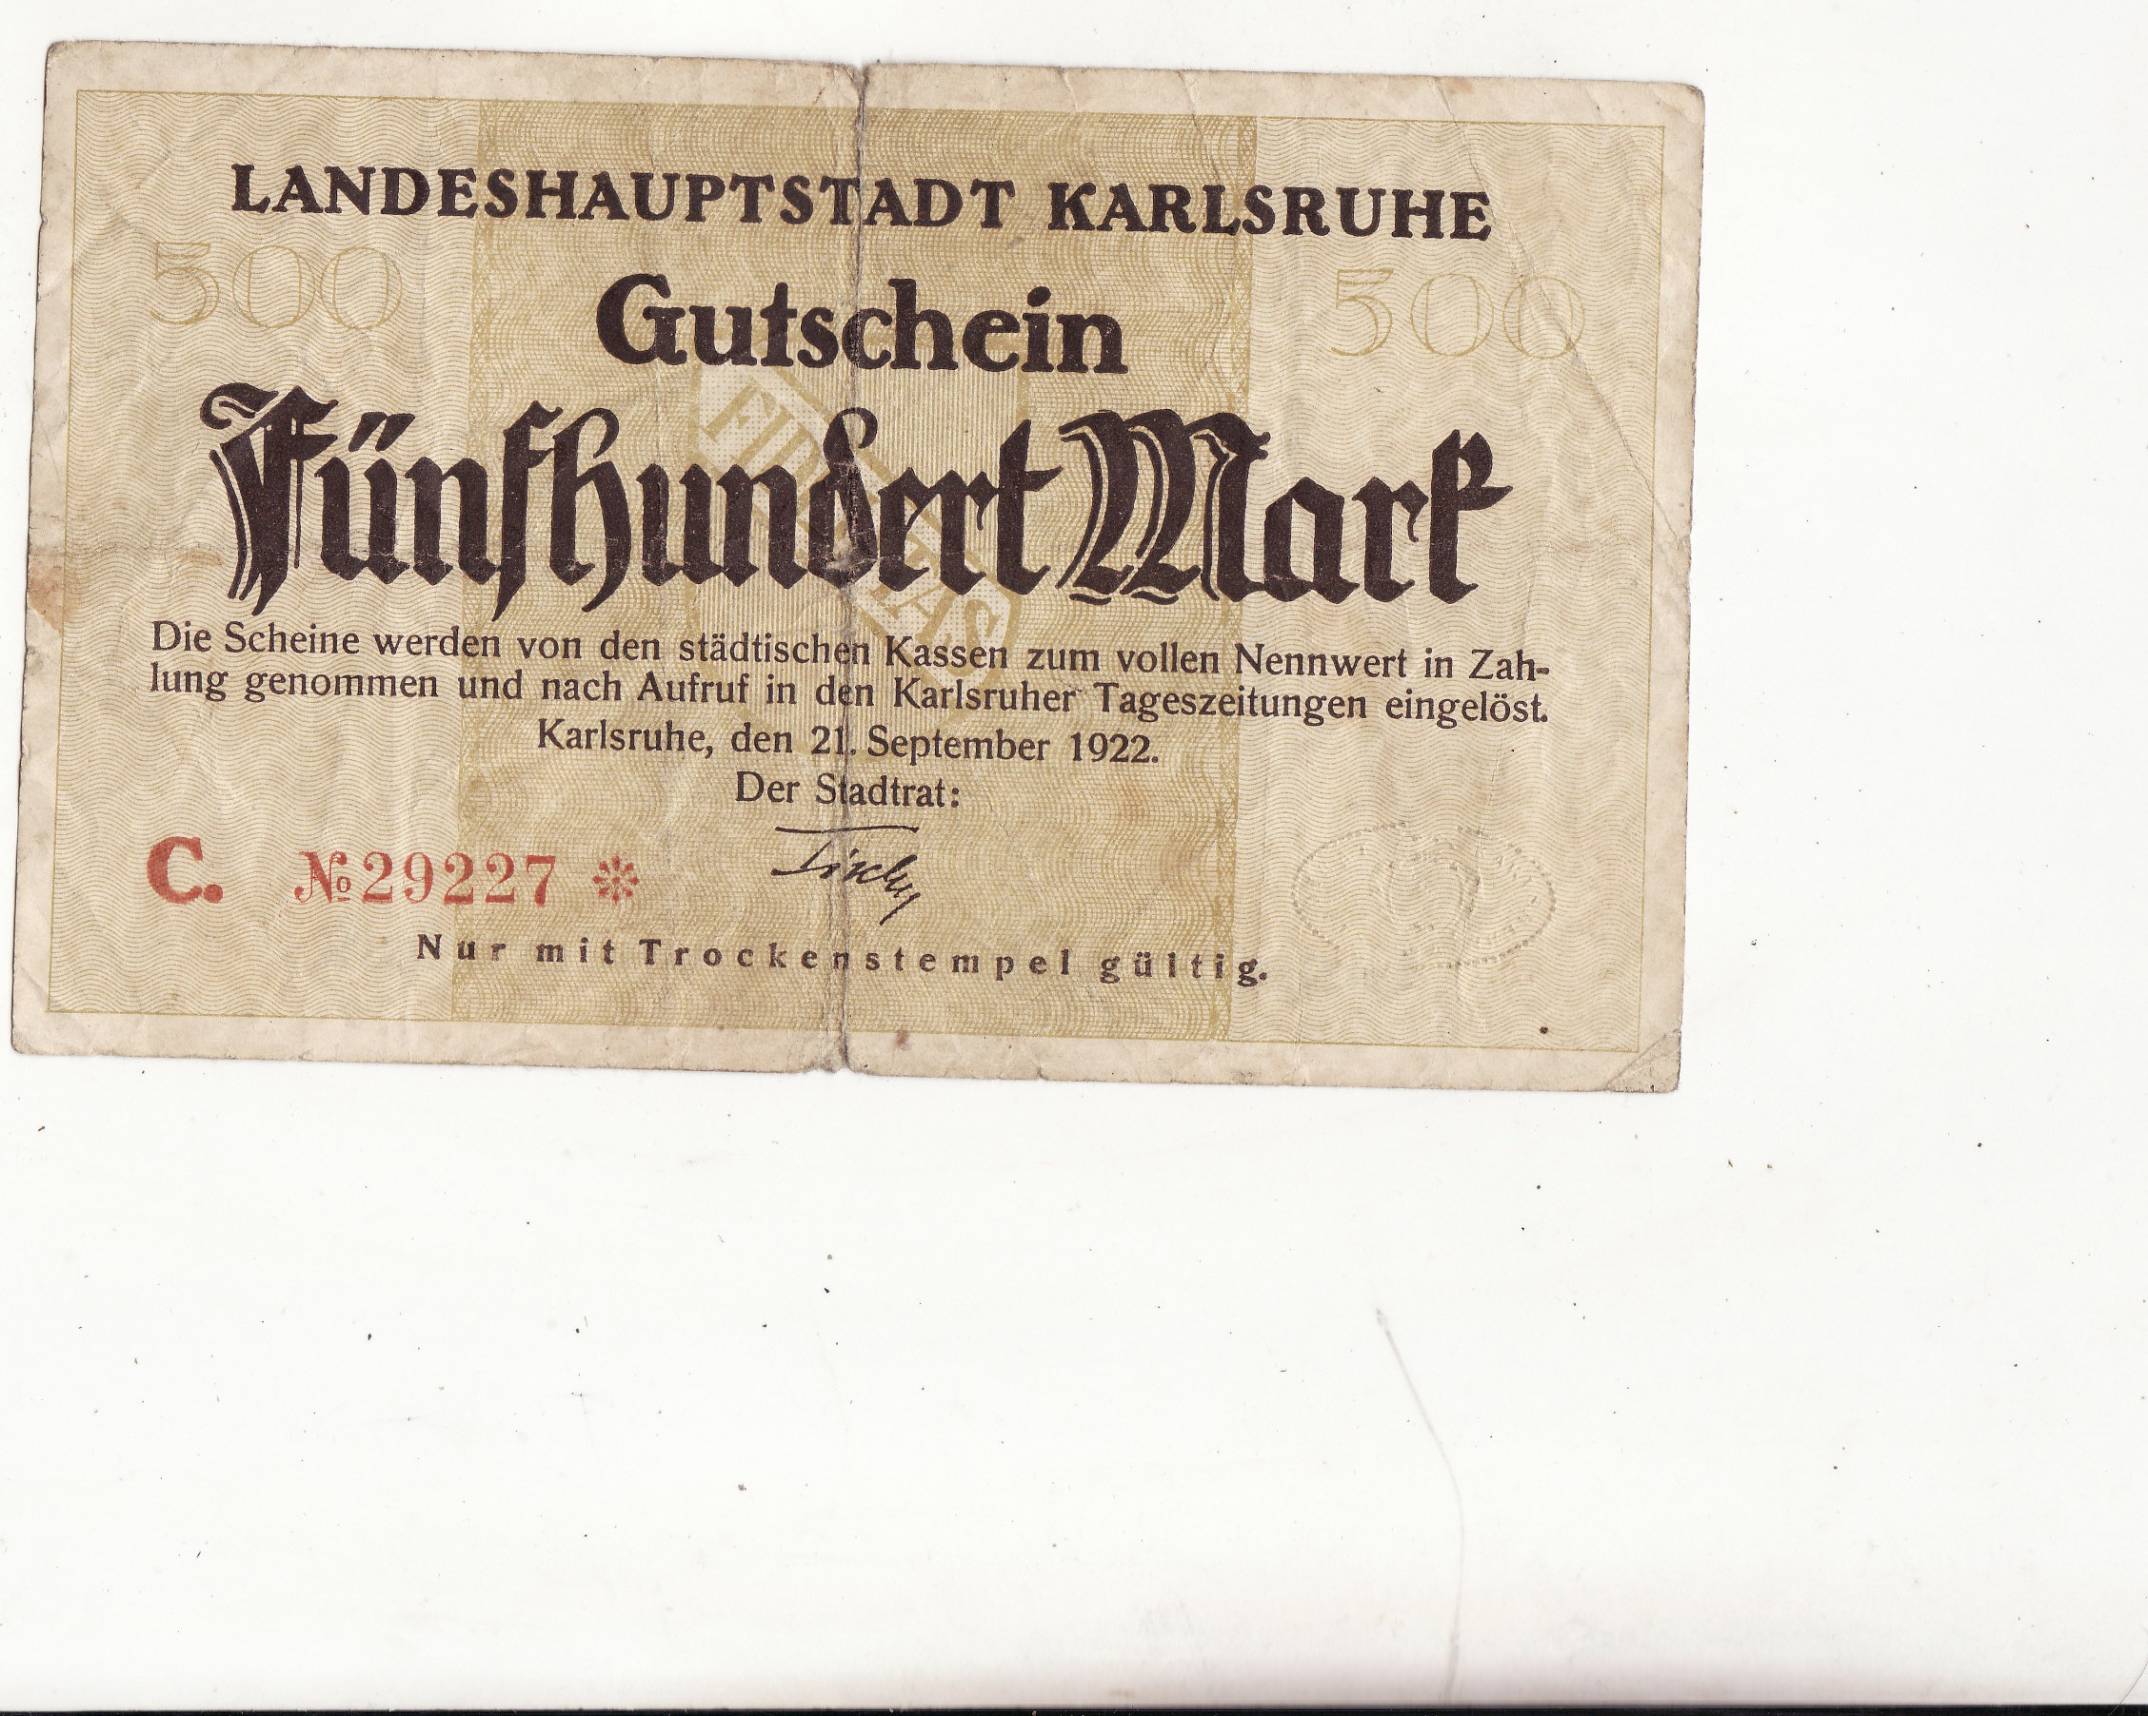 LANDESHAUPTSTADT KARLSRUHE
500
500
Gutschein
Fünfhundert Mark
FIDELITAS
Die Scheine werden von den städtischen Kassen zum vollen Nennwert in Zah-
lung genommen und nach Aufruf in den Karlsruher Tageszeitungen eingelöst.
Karlsruhe, den 21. September 1922.
Der Stadtrat:
C. №29227
Nur mit Trockenstempel gültig.